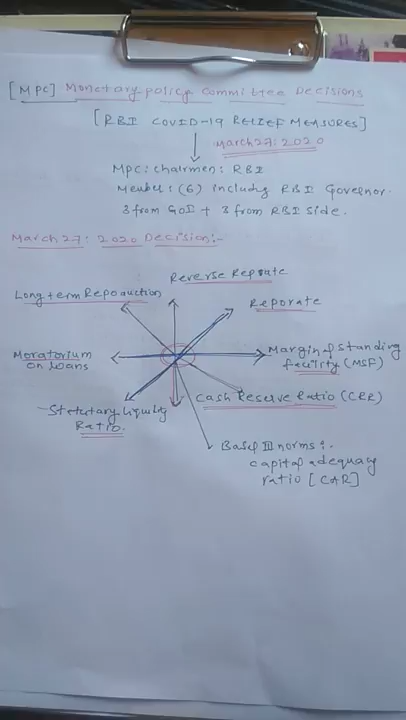 [MPC] Monetary policy committee Decisions
[RBI COVID-19 RELIEF MEASURES]
March 27: 2020
MPC: chairmen: RBI
Member: (6) including RBI Governor.
3 from GOI + 3 from RBI side.
March 27: 2020 Decision:-
Reverse Reporate
Long term Repo auction
Reporate
Moratorium
on loans
Marginal standing
facility (MSF)
Cash Reserve Ratio (CRR)
Statutary liquidity
Ratio.
Basel III norms:
capital adequacy
ratio [CAR]